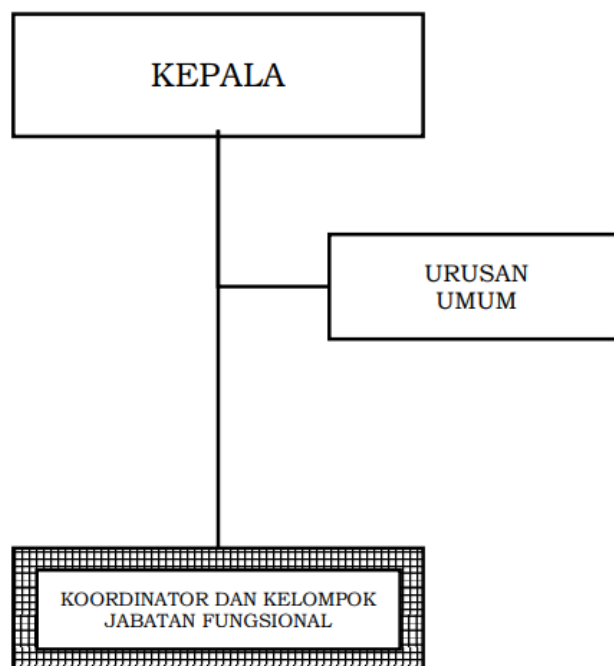 KEPALA
URUSAN
UMUM
KOORDINATOR DAN KELOMPOK
JABATAN FUNGSIONAL